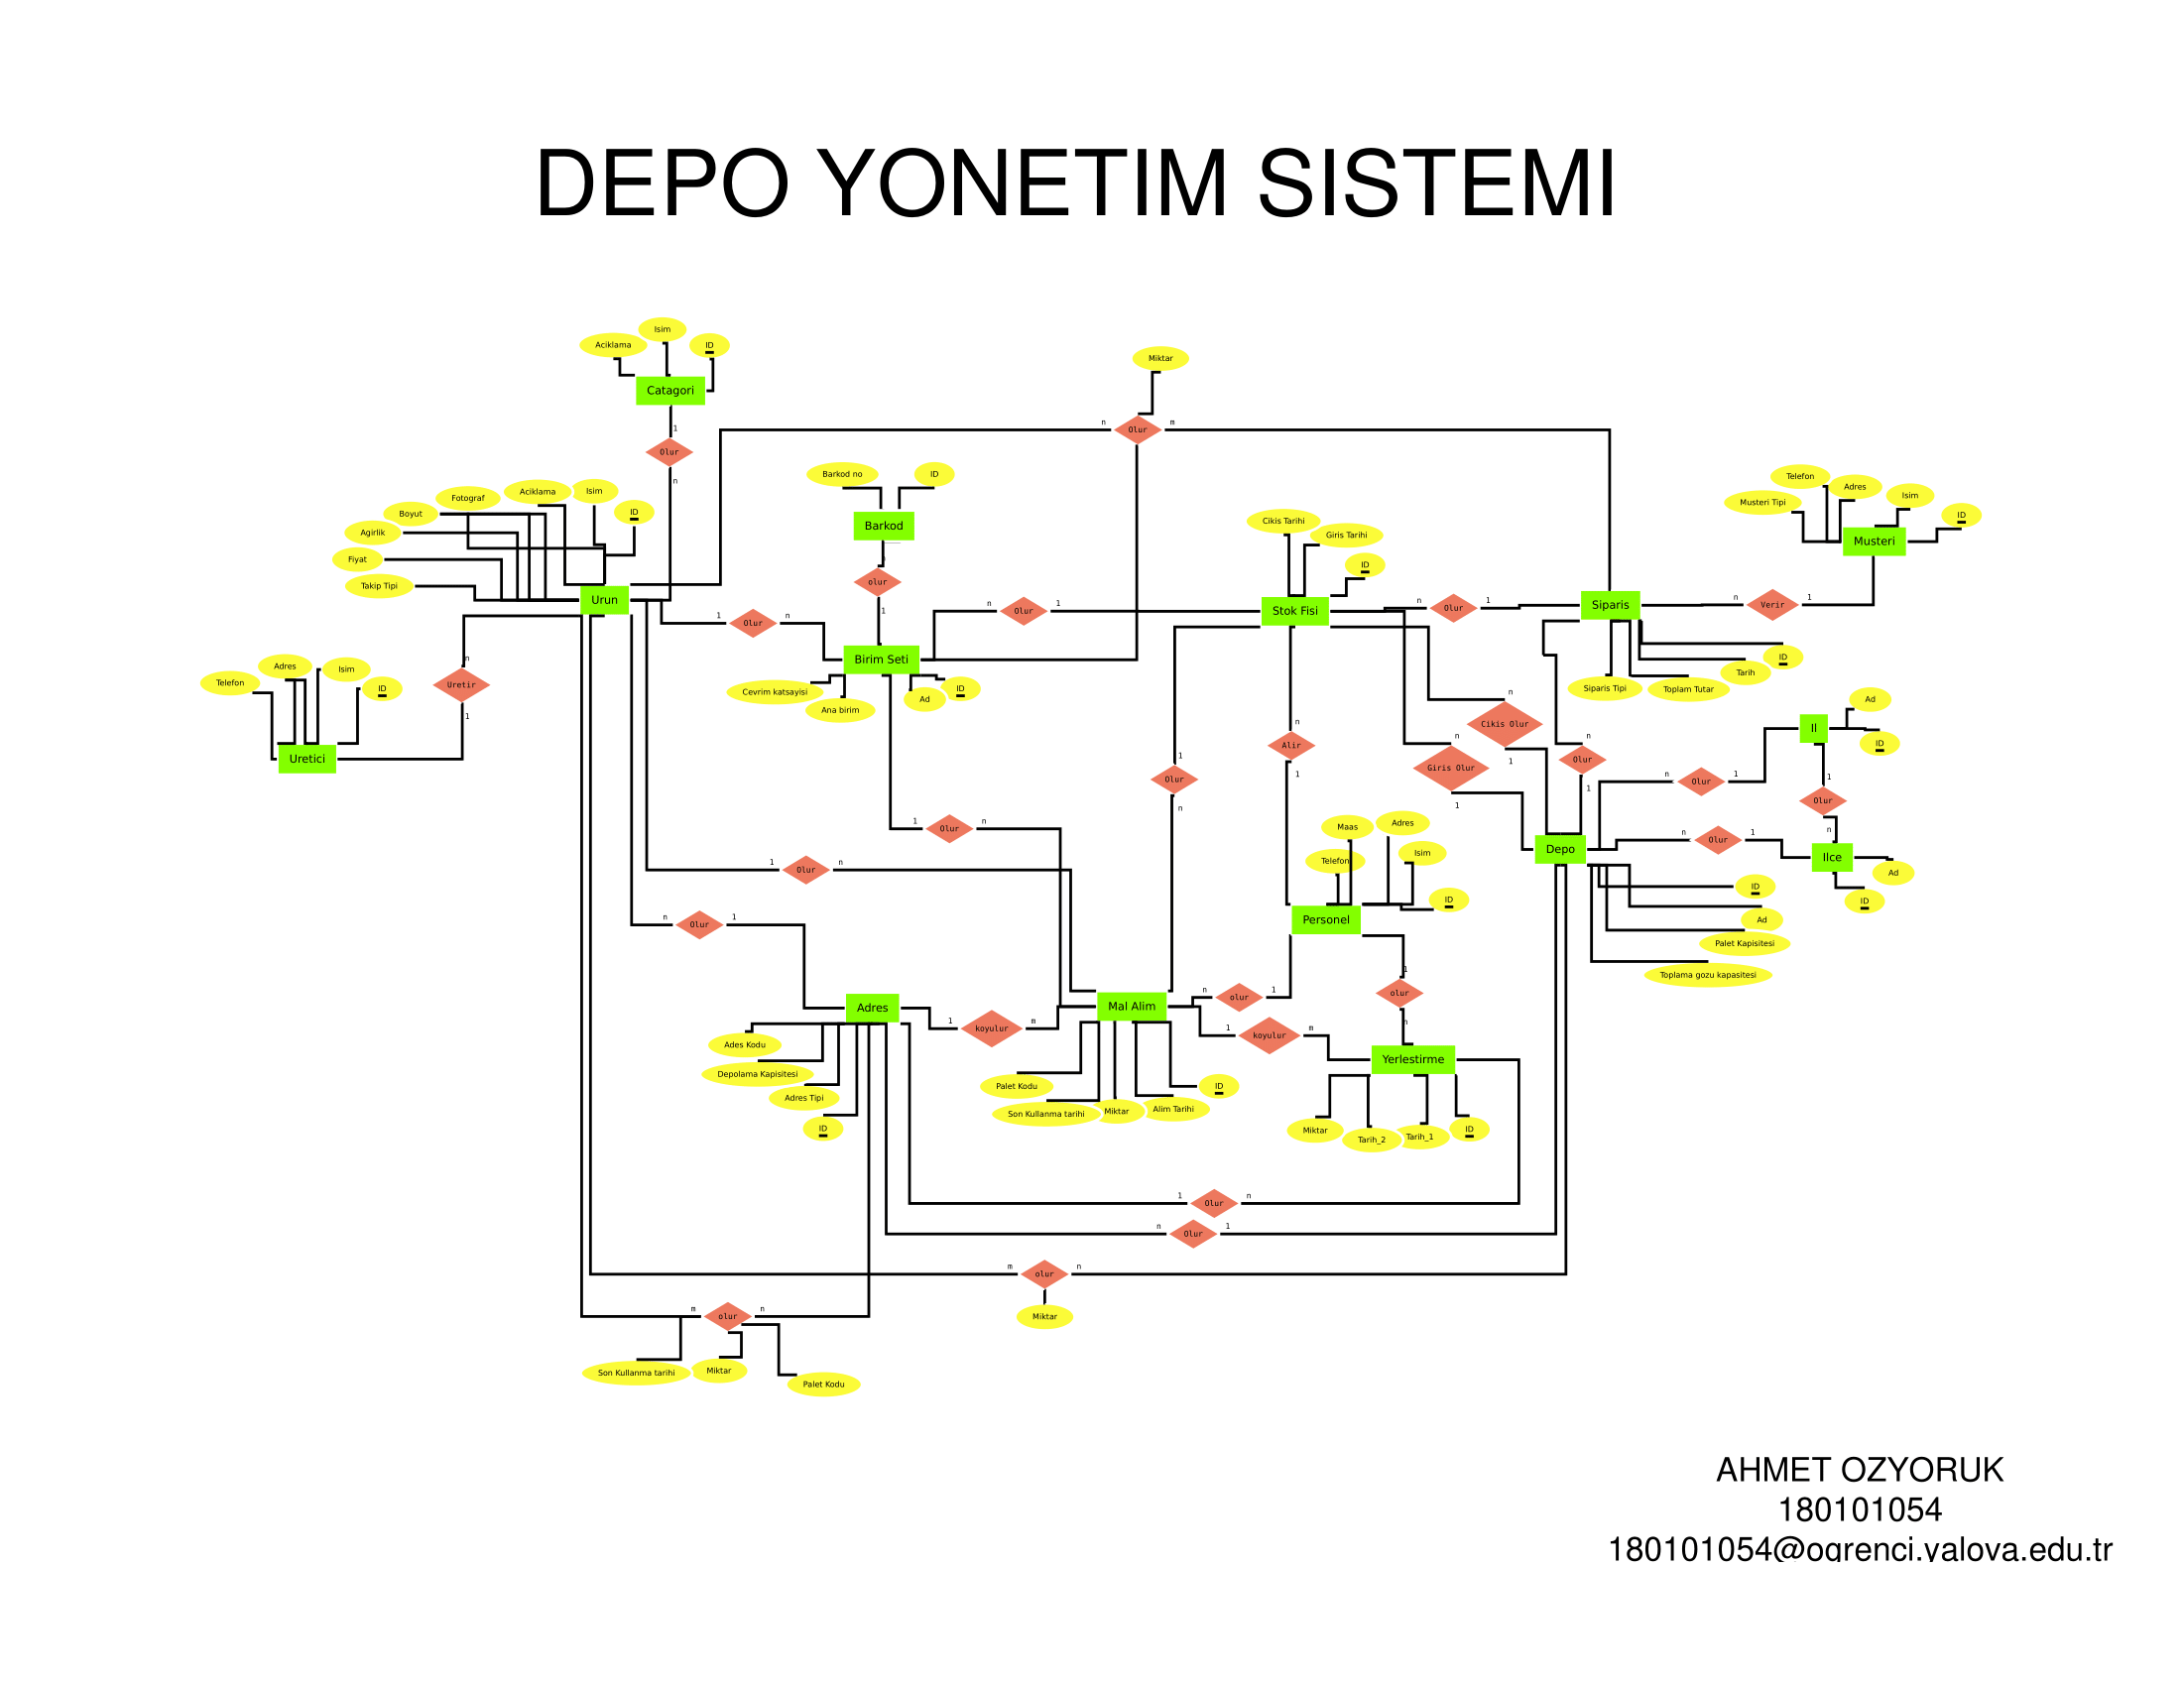 DEPO YONETIM SISTEMI
Isim
Aciklama
ID
Catagori
Miktar
1
Olur
n
n
Olur
m
Barkod no
ID
Barkod
olur
1
Fotograf
Aciklama
Isim
ID
Boyut
Agirlik
Fiyat
Takip Tipi
Urun
1
Olur
n
n
Olur
1
Cikis Tarihi
Giris Tarihi
ID
Stok Fisi
n
Olur
1
Siparis
n
Verir
1
Telefon
Adres
Musteri Tipi
Isim
ID
Musteri
Birim Seti
Cevrim katsayisi
Ana birim
Ad
ID
n
Uretir
1
Telefon
Adres
Isim
ID
Uretici
ID
Tarih
Toplam Tutar
Siparis Tipi
n
Cikis Olur
1
n
Giris Olur
1
n
Olur
1
n
Alir
1
1
Olur
n
Ad
Il
ID
n
Olur
1
1
Olur
n
n
Olur
1
Depo
Ilce
Ad
ID
ID
Ad
Palet Kapisitesi
Toplama gozu kapasitesi
1
Olur
n
1
Olur
n
n
Olur
1
Maas
Adres
Telefon
Isim
ID
Personel
1
olur
n
Adres
1
koyulur
m
Mal Alim
n
olur
1
1
koyulur
m
Yerlestirme
Ades Kodu
Depolama Kapisitesi
Adres Tipi
ID
Palet Kodu
Son Kullanma tarihi
Miktar
Alim Tarihi
ID
Miktar
Tarih_2
Tarih_1
ID
1
Olur
n
n
Olur
1
m
olur
n
Miktar
m
olur
n
Son Kullanma tarihi
Miktar
Palet Kodu
AHMET OZYORUK
180101054
180101054@ogrenci.yalova.edu.tr